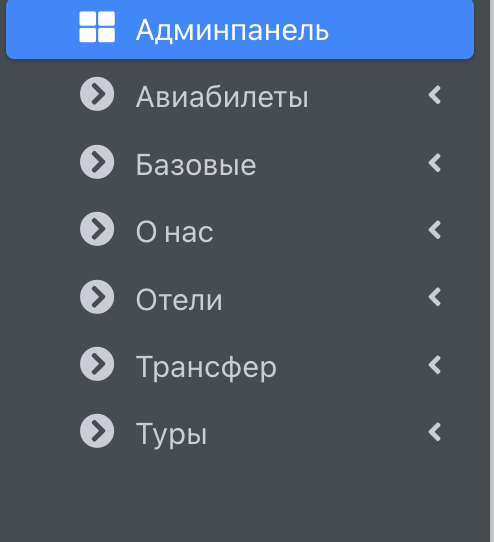 Админпанель
Авиабилеты
Базовые
О нас
Отели
Трансфер
Туры